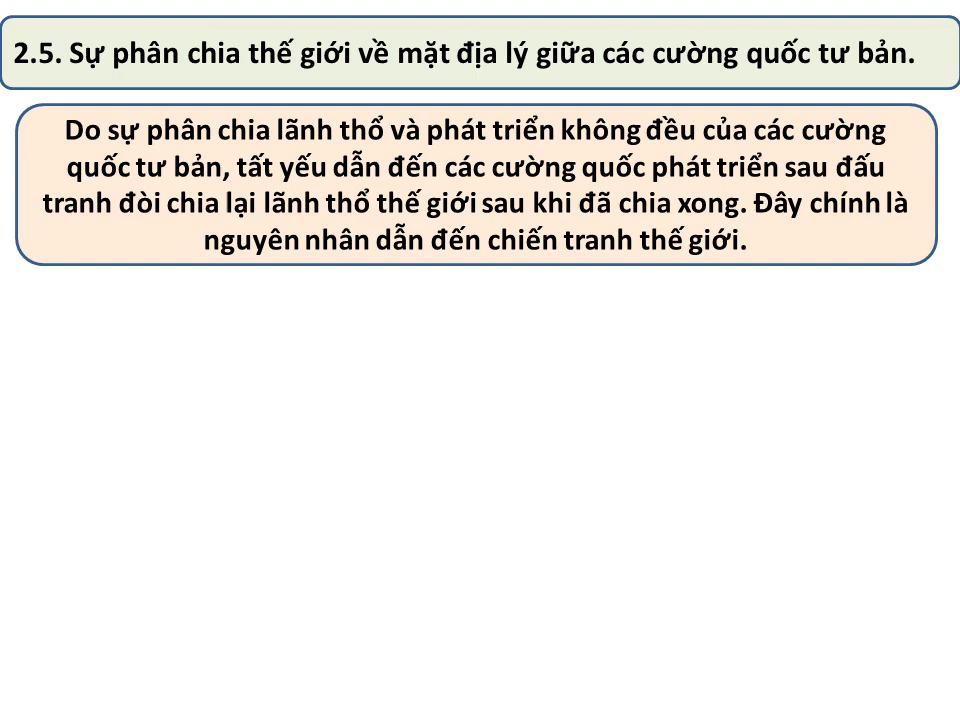 2.5. Sự phân chia thế giới về mặt địa lý giữa các cường quốc tư bản.
Do sự phân chia lãnh thổ và phát triển không đều của các cường
quốc tư bản, tất yếu dẫn đến các cường quốc phát triển sau đấu
tranh đòi chia lại lãnh thổ thế giới sau khi đã chia xong. Đây chính là
nguyên nhân dẫn đến chiến tranh thế giới.